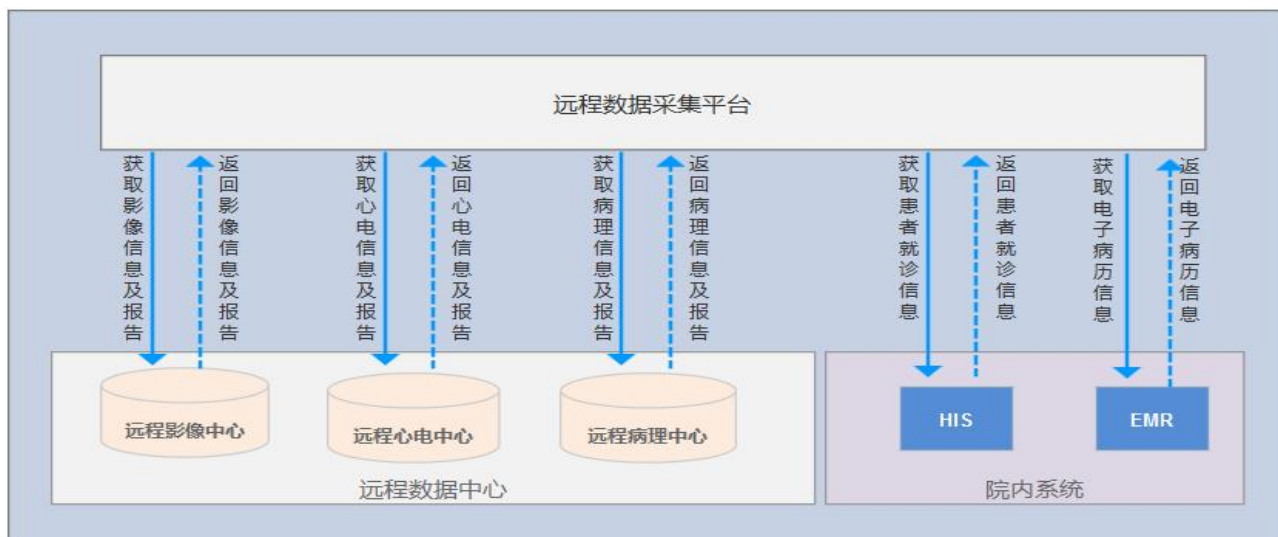 远程数据采集平台
获取影像信息及报告
返回影像信息及报告
获取心电信息及报告
返回心电信息及报告
获取病理信息及报告
返回病理信息及报告
获取患者就诊信息
返回患者就诊信息
获取电子病历信息
返回电子病历信息
远程影像中心
远程心电中心
远程病理中心
HIS
EMR
远程数据中心
院内系统